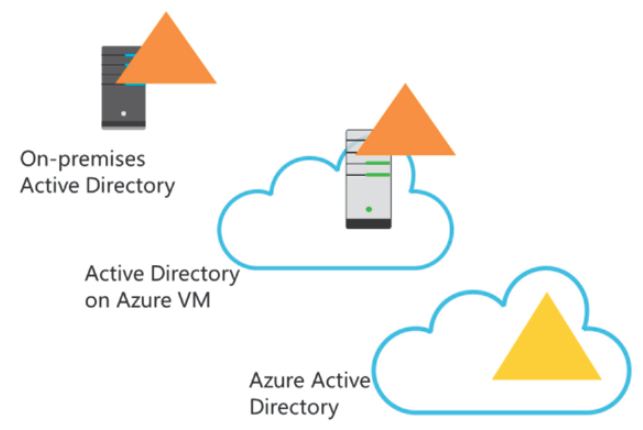 On-premises
Active Directory
Active Directory
on Azure VM
Azure Active
Directory